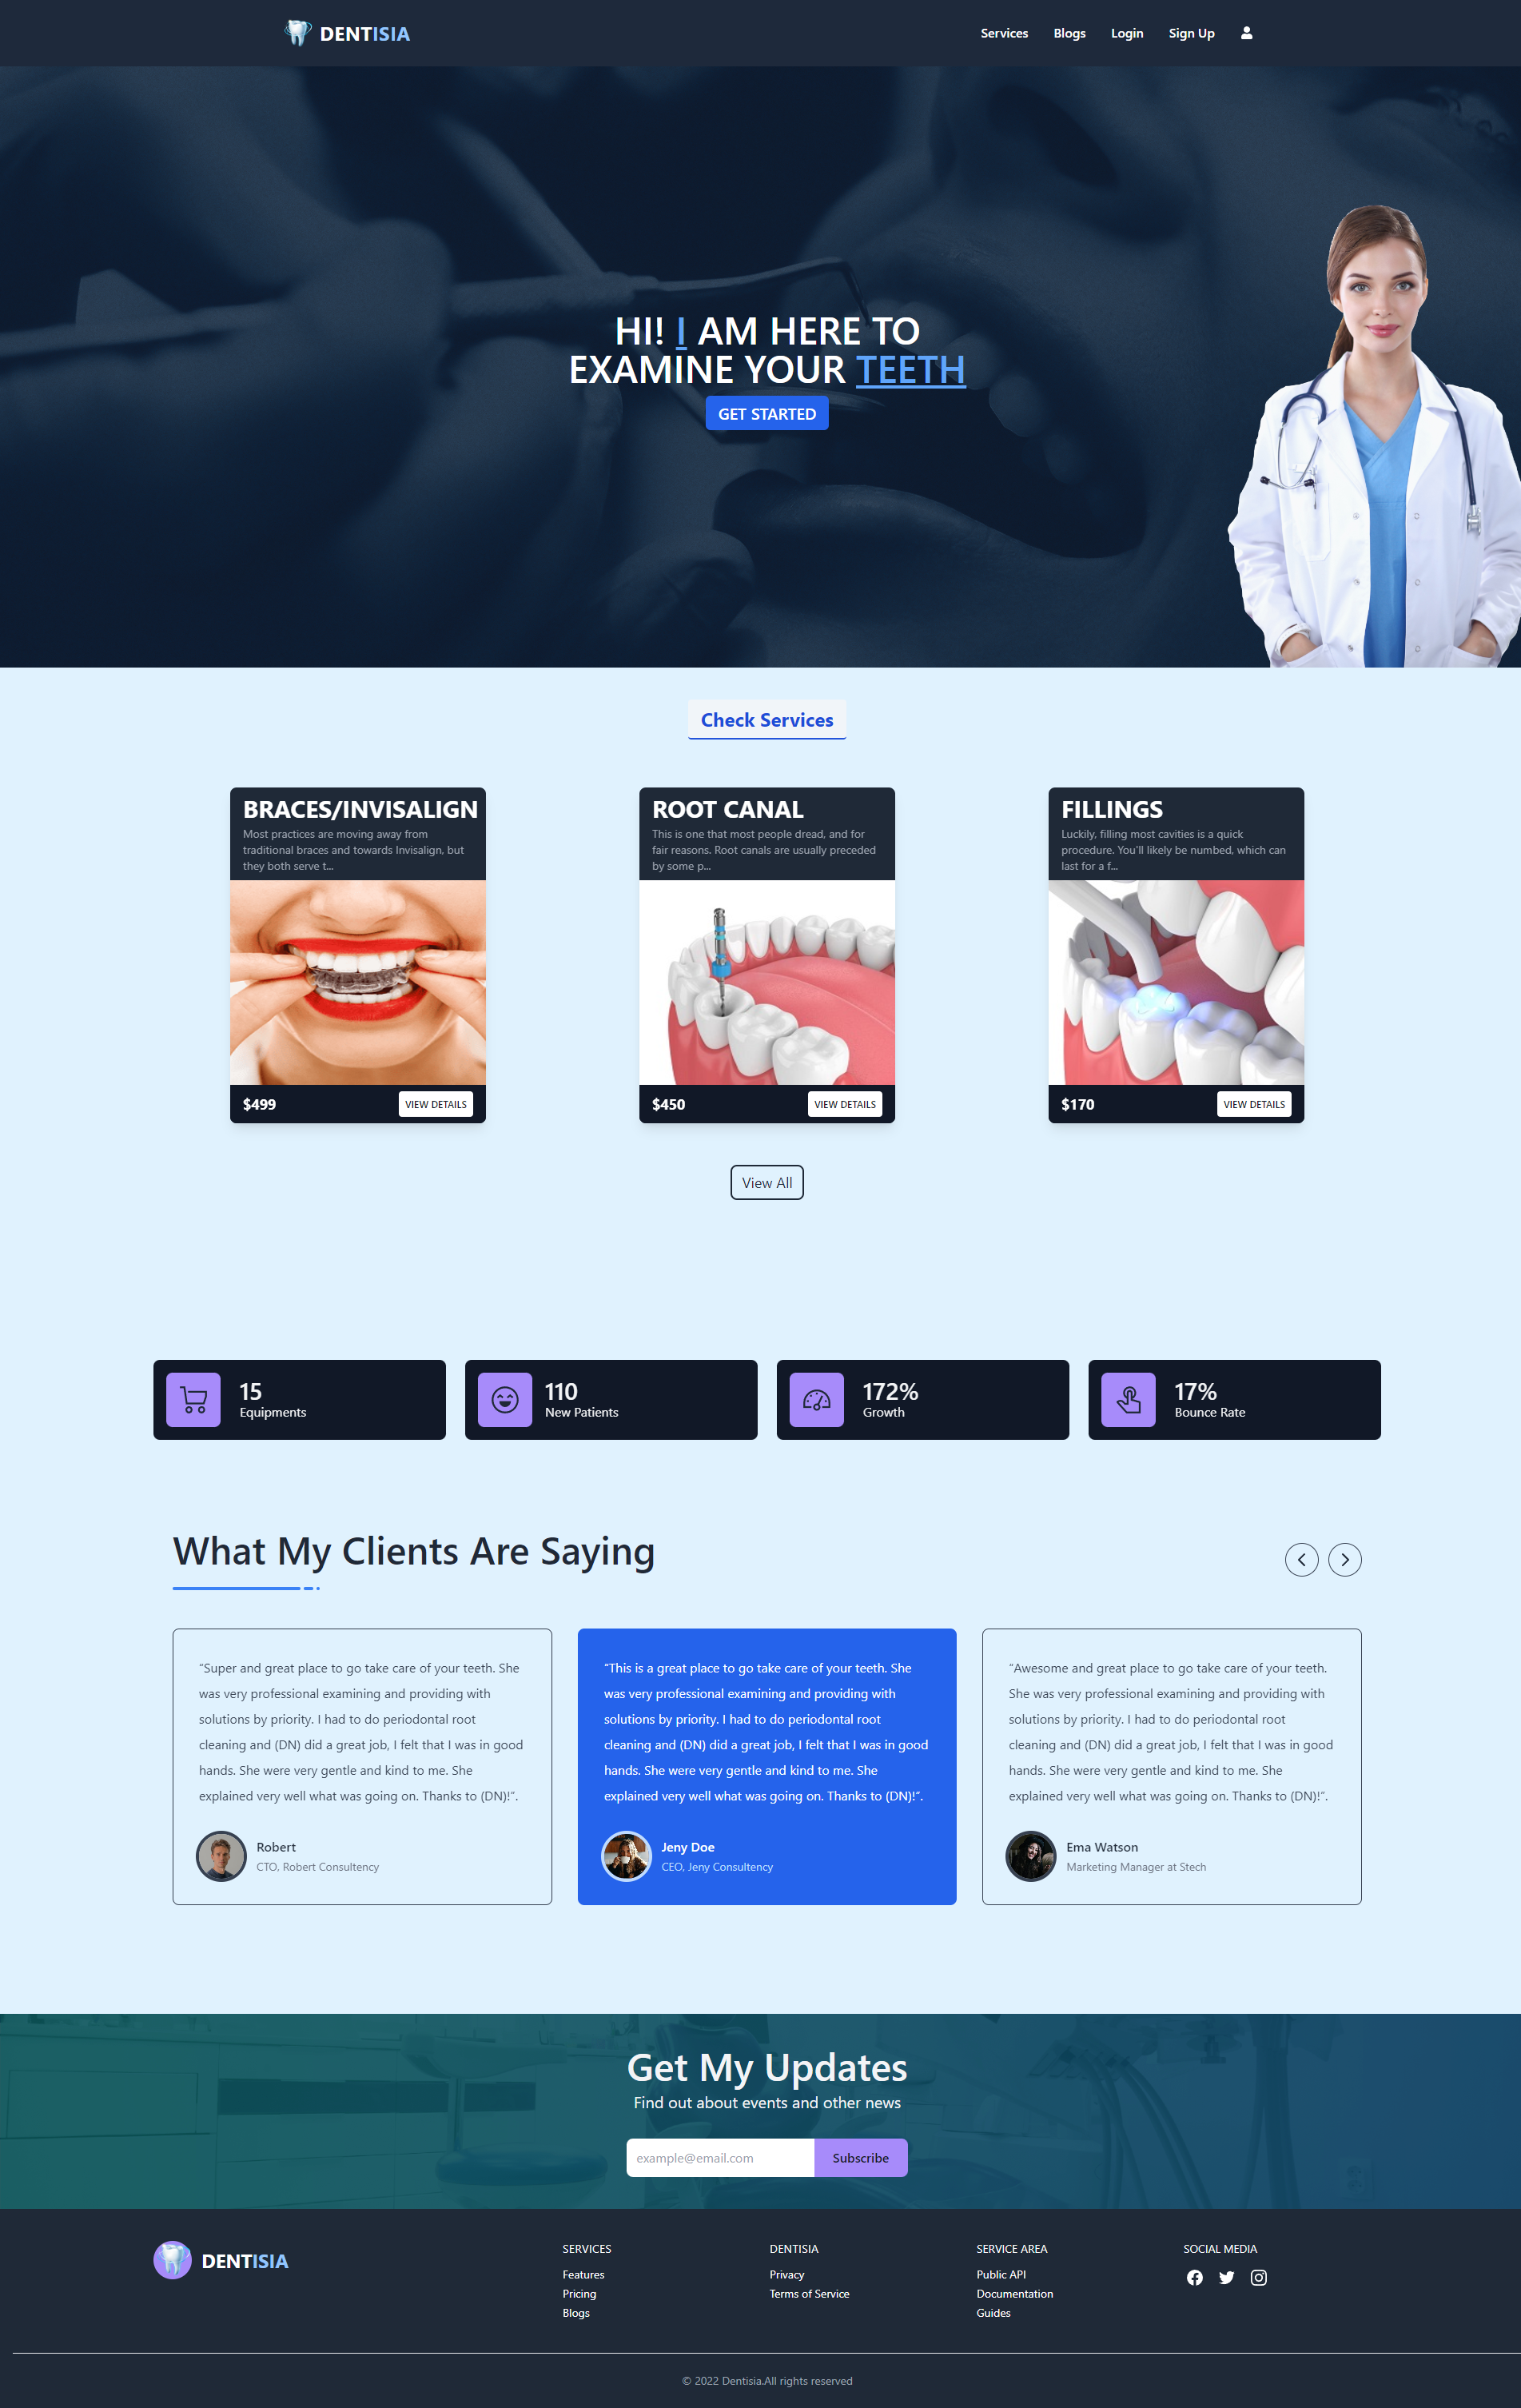 DENTISIA
Services Blogs Login Sign Up
HI! I AM HERE TO
EXAMINE YOUR TEETH
GET STARTED
Check Services
BRACES/INVISALIGN
Most practices are moving away from
traditional braces and towards Invisalign, but
they both serve t...
$499 VIEW DETAILS
ROOT CANAL
This is one that most people dread, and for
fair reasons. Root canals are usually preceded
by some p...
$450 VIEW DETAILS
FILLINGS
Luckily, filling most cavities is a quick
procedure. You'll likely be numbed, which can
last for a f...
$170 VIEW DETAILS
View All
15
Equipments
110
New Patients
172%
Growth
17%
Bounce Rate
What My Clients Are Saying
"Super and great place to go take care of your teeth. She
was very professional examining and providing with
solutions by priority. I had to do periodontal root
cleaning and (DN) did a great job, I felt that I was in good
hands. She were very gentle and kind to me. She
explained very well what was going on. Thanks to (DN)!".
Robert
CTO, Robert Consultency
"This is a great place to go take care of your teeth. She
was very professional examining and providing with
solutions by priority. I had to do periodontal root
cleaning and (DN) did a great job, I felt that I was in good
hands. She were very gentle and kind to me. She
explained very well what was going on. Thanks to (DN)!".
Jeny Doe
CEO, Jeny Consultency
"Awesome and great place to go take care of your teeth.
She was very professional examining and providing with
solutions by priority. I had to do periodontal root
cleaning and (DN) did a great job, I felt that I was in good
hands. She were very gentle and kind to me. She
explained very well what was going on. Thanks to (DN)!".
Ema Watson
Marketing Manager at Stech
Get My Updates
Find out about events and other news
example@email.com Subscribe
DENTISIA
SERVICES
Features
Pricing
Blogs
DENTISIA
Privacy
Terms of Service
SERVICE AREA
Public API
Documentation
Guides
SOCIAL MEDIA
© 2022 Dentisia.All rights reserved